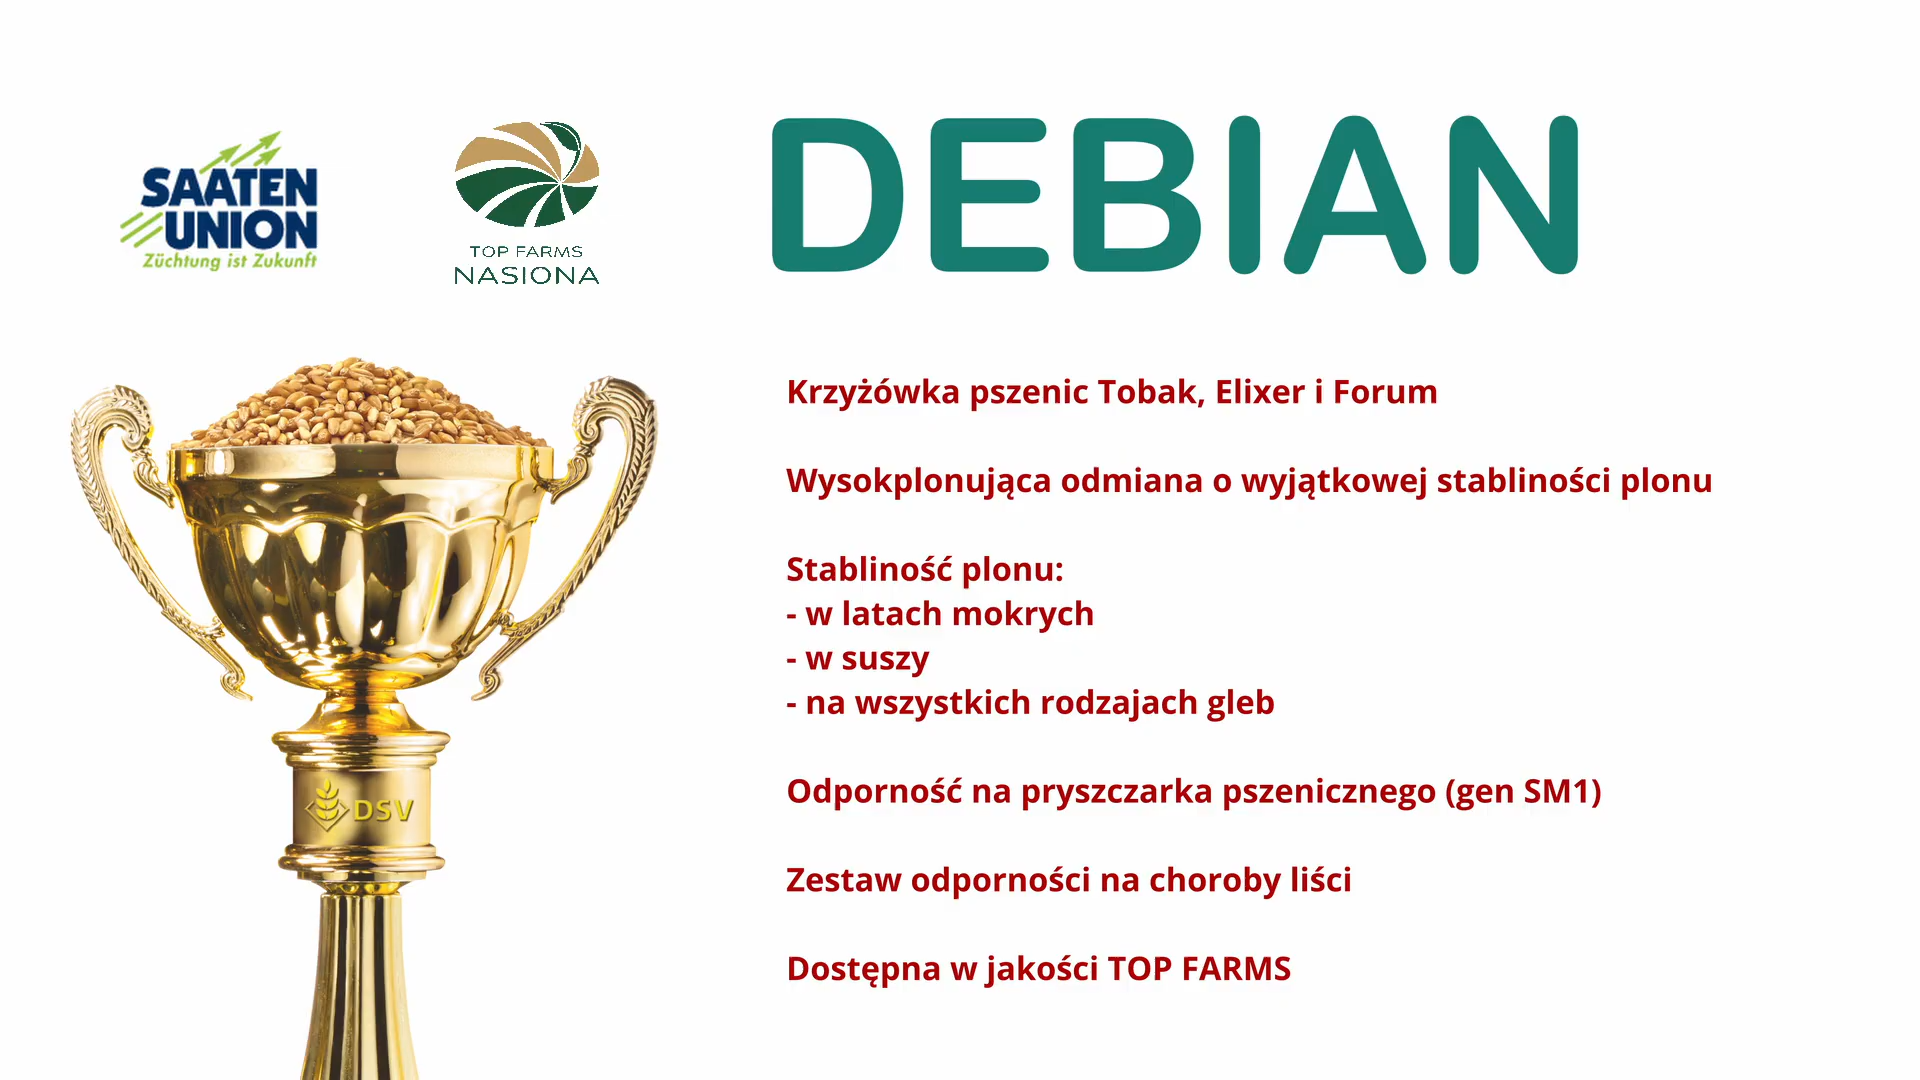 SAATEN
UNION
Züchtung ist Zukunft
TOP FARMS
NASIONA
DEBIAN
Krzyżówka pszenic Tobak, Elixer i Forum
Wysokplonująca odmiana o wyjątkowej stabliności plonu
Stabliność plonu:
- w latach mokrych
- w suszy
- na wszystkich rodzajach gleb
Odporność na pryszczarka pszenicznego (gen SM1)
Zestaw odporności na choroby liści
Dostępna w jakości TOP FARMS
DSV